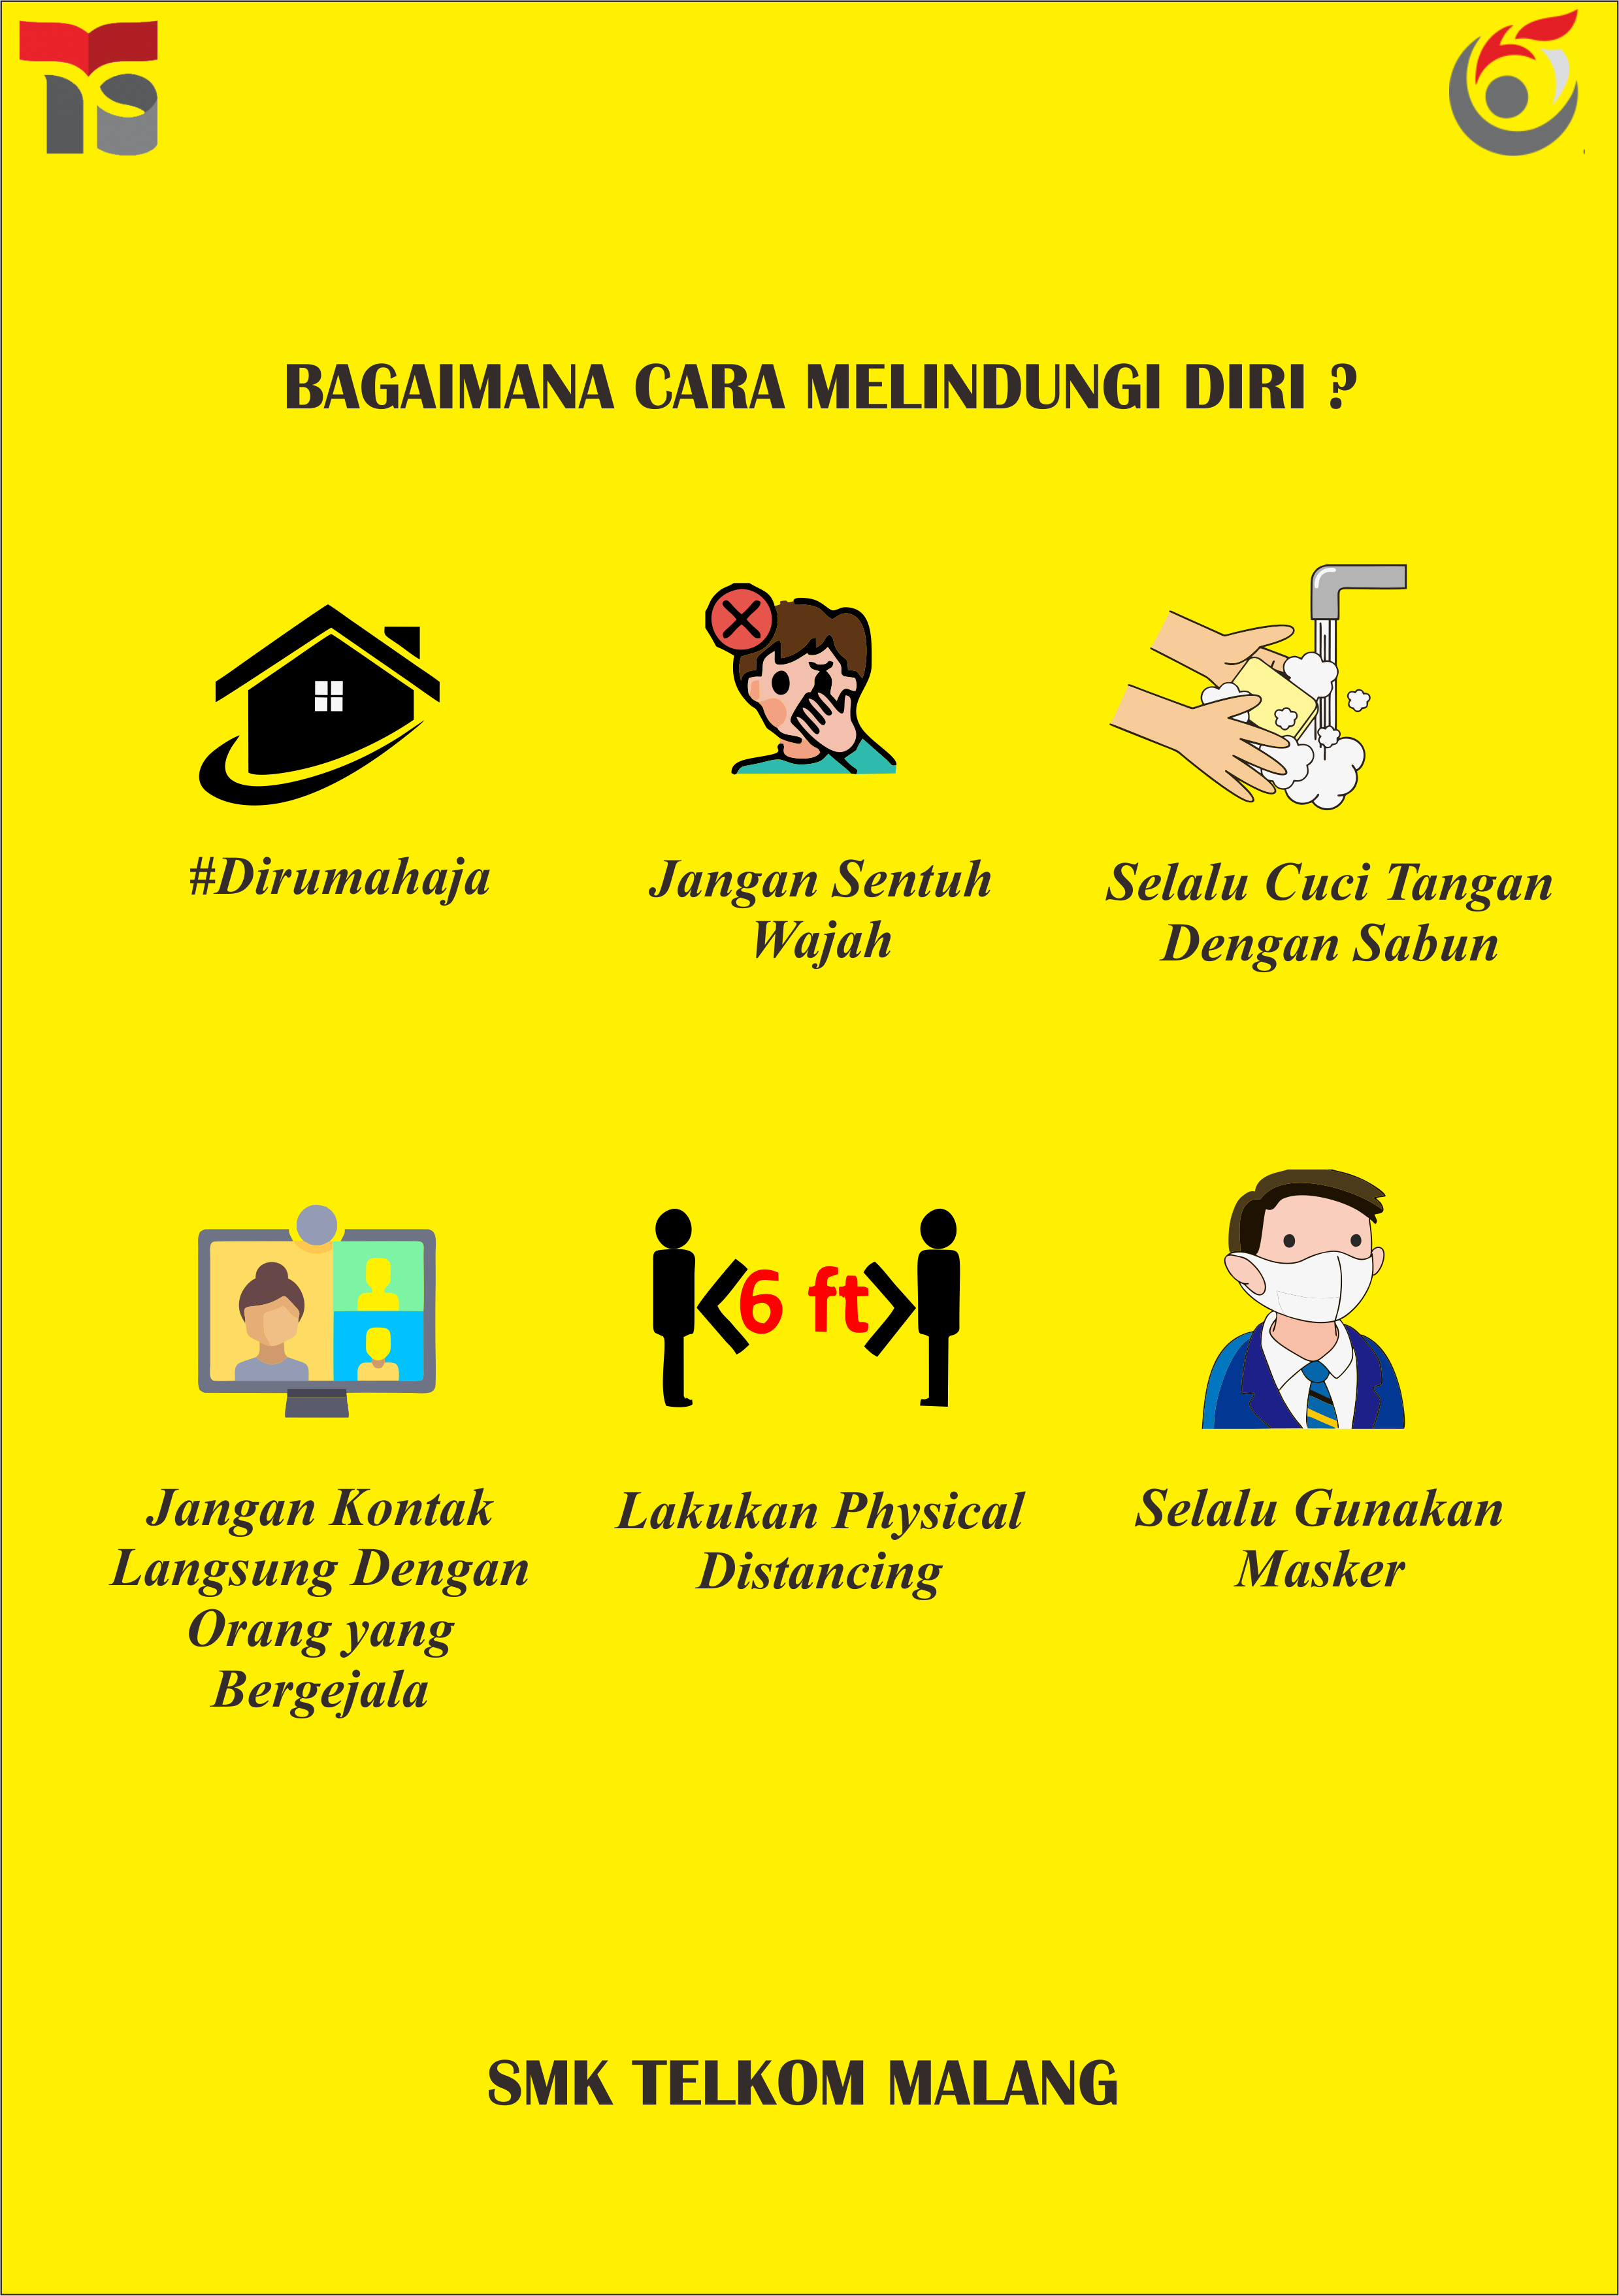 BAGAIMANA CARA MELINDUNGI DIRI ?
#Dirumahaja
Jangan Sentuh
Wajah
Selalu Cuci Tangan
Dengan Sabun
6 ft
Jangan Kontak
Langsung Dengan
Orang yang
Bergejala
Lakukan Physical
Distancing
Selalu Gunakan
Masker
SMK TELKOM MALANG